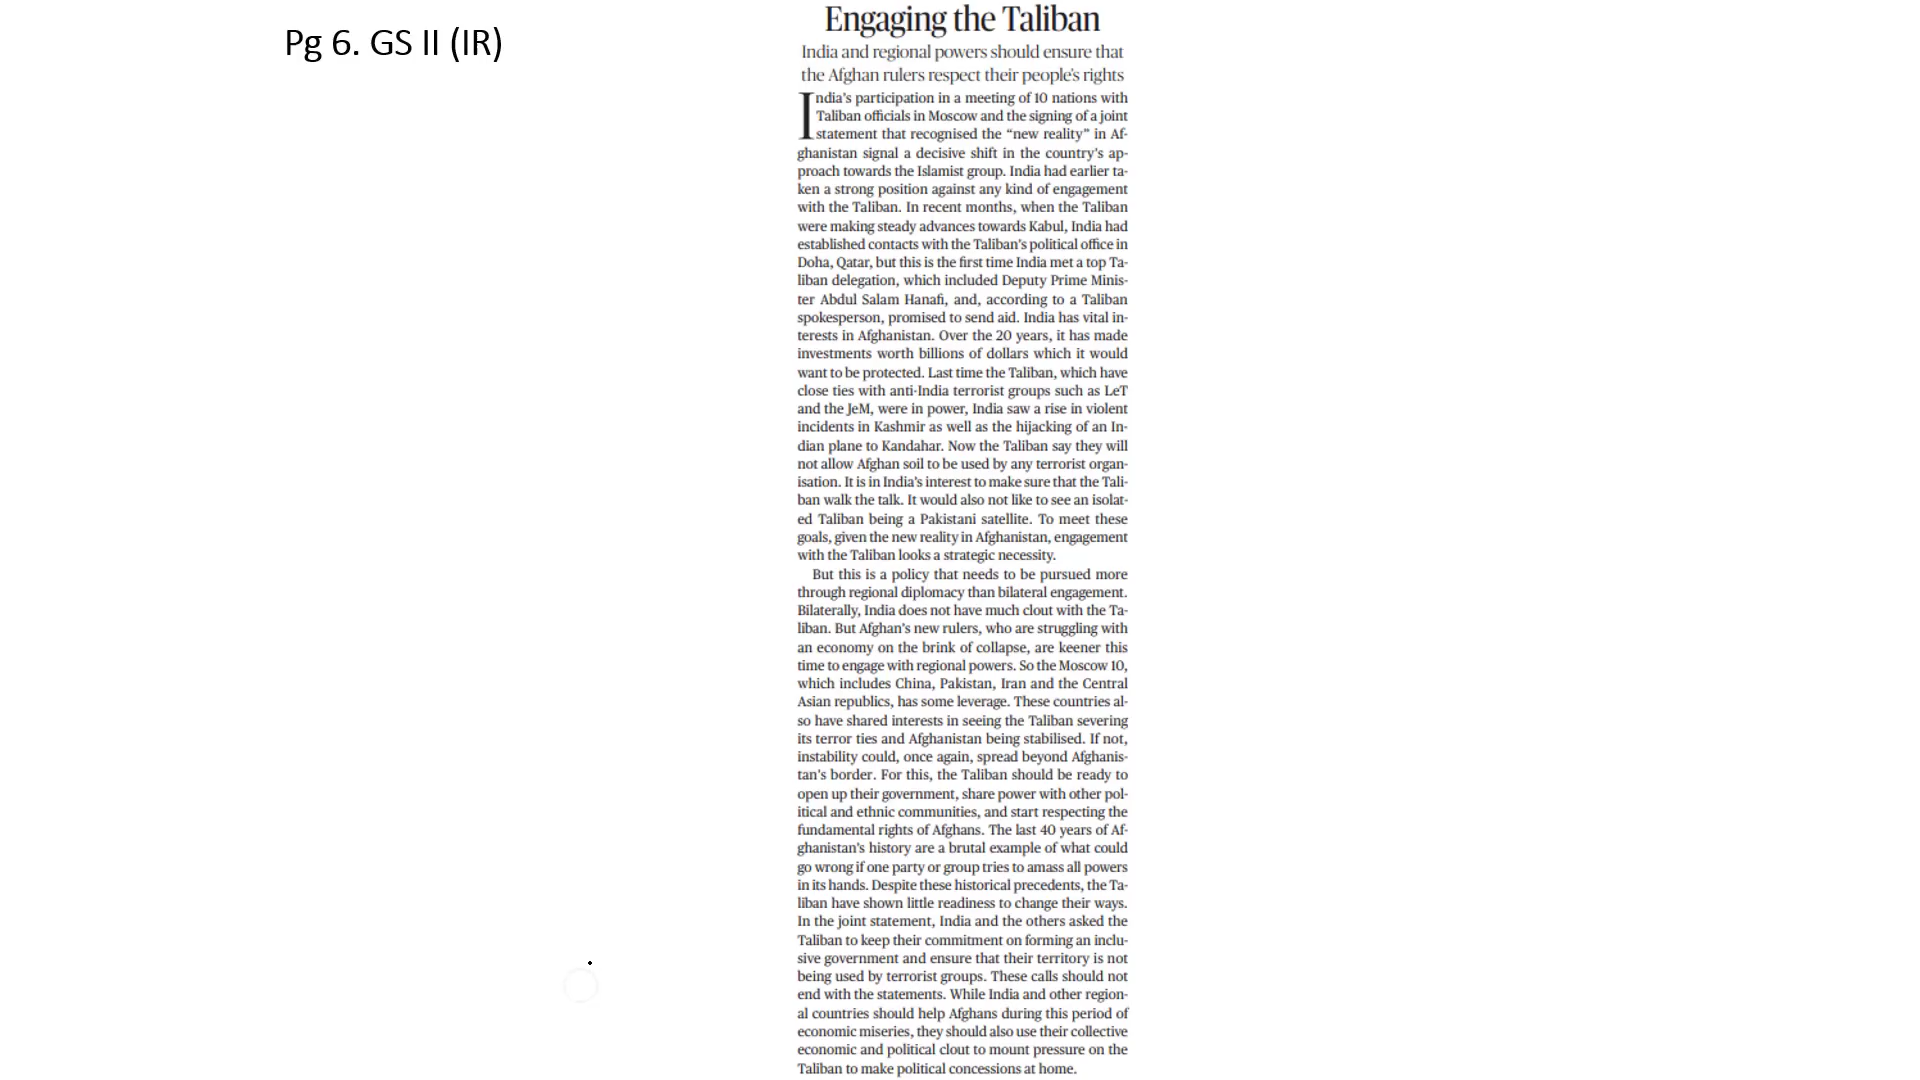 Pg 6. GS II (IR)
Engaging the Taliban
India and regional powers should ensure that
the Afghan rulers respect their people's rights
India's participation in a meeting of 10 nations with
Taliban officials in Moscow and the signing of a joint
statement that recognised the “new reality” in Af-
ghanistan signal a decisive shift in the country's ap-
proach towards the Islamist group. India had earlier ta-
ken a strong position against any kind of engagement
with the Taliban. In recent months, when the Taliban
were making steady advances towards Kabul, India had
established contacts with the Taliban's political office in
Doha, Qatar, but this is the first time India met a top Ta-
liban delegation, which included Deputy Prime Minis-
ter Abdul Salam Hanafi, and, according to a Taliban
spokesperson, promised to send aid. India has vital in-
terests in Afghanistan. Over the 20 years, it has made
investments worth billions of dollars which it would
want to be protected. Last time the Taliban, which have
close ties with anti-India terrorist groups such as LeT
and the JeM, were in power, India saw a rise in violent
incidents in Kashmir as well as the hijacking of an In-
dian plane to Kandahar. Now the Taliban say they will
not allow Afghan soil to be used by any terrorist organ-
isation. It is in India's interest to make sure that the Tali-
ban walk the talk. It would also not like to see an isolat-
ed Taliban being a Pakistani satellite. To meet these
goals, given the new reality in Afghanistan, engagement
with the Taliban looks a strategic necessity.
But this is a policy that needs to be pursued more
through regional diplomacy than bilateral engagement.
Bilaterally, India does not have much clout with the Ta-
liban. But Afghan's new rulers, who are struggling with
an economy on the brink of collapse, are keener this
time to engage with regional powers. So the Moscow 10,
which includes China, Pakistan, Iran and the Central
Asian republics, has some leverage. These countries al-
so have shared interests in seeing the Taliban severing
its terror ties and Afghanistan being stabilised. If not,
instability could, once again, spread beyond Afghanis-
tan's border. For this, the Taliban should be ready to
open up their government, share power with other pol-
itical and ethnic communities, and start respecting the
fundamental rights of Afghans. The last 40 years of Af-
ghanistan's history are a brutal example of what could
go wrong if one party or group tries to amass all powers
in its hands. Despite these historical precedents, the Ta-
liban have shown little readiness to change their ways.
In the joint statement, India and the others asked the
Taliban to keep their commitment on forming an inclu-
sive government and ensure that their territory is not
being used by terrorist groups. These calls should not
end with the statements. While India and other region-
al countries should help Afghans during this period of
economic miseries, they should also use their collective
economic and political clout to mount pressure on the
Taliban to make political concessions at home.